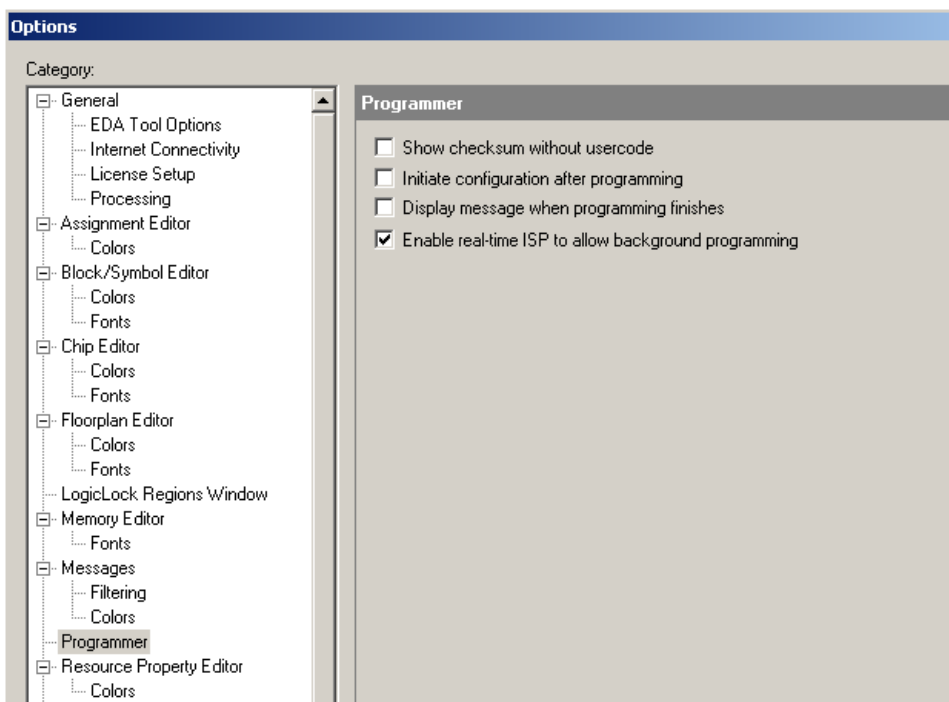 Options
Category:
General
EDA Tool Options
Internet Connectivity
License Setup
Processing
Assignment Editor
Colors
Block/Symbol Editor
Colors
Fonts
Chip Editor
Colors
Fonts
Floorplan Editor
Colors
Fonts
LogicLock Regions Window
Memory Editor
Fonts
Messages
Filtering
Colors
Programmer
Resource Property Editor
Colors
Programmer
Show checksum without usercode
Initiate configuration after programming
Display message when programming finishes
Enable real-time ISP to allow background programming